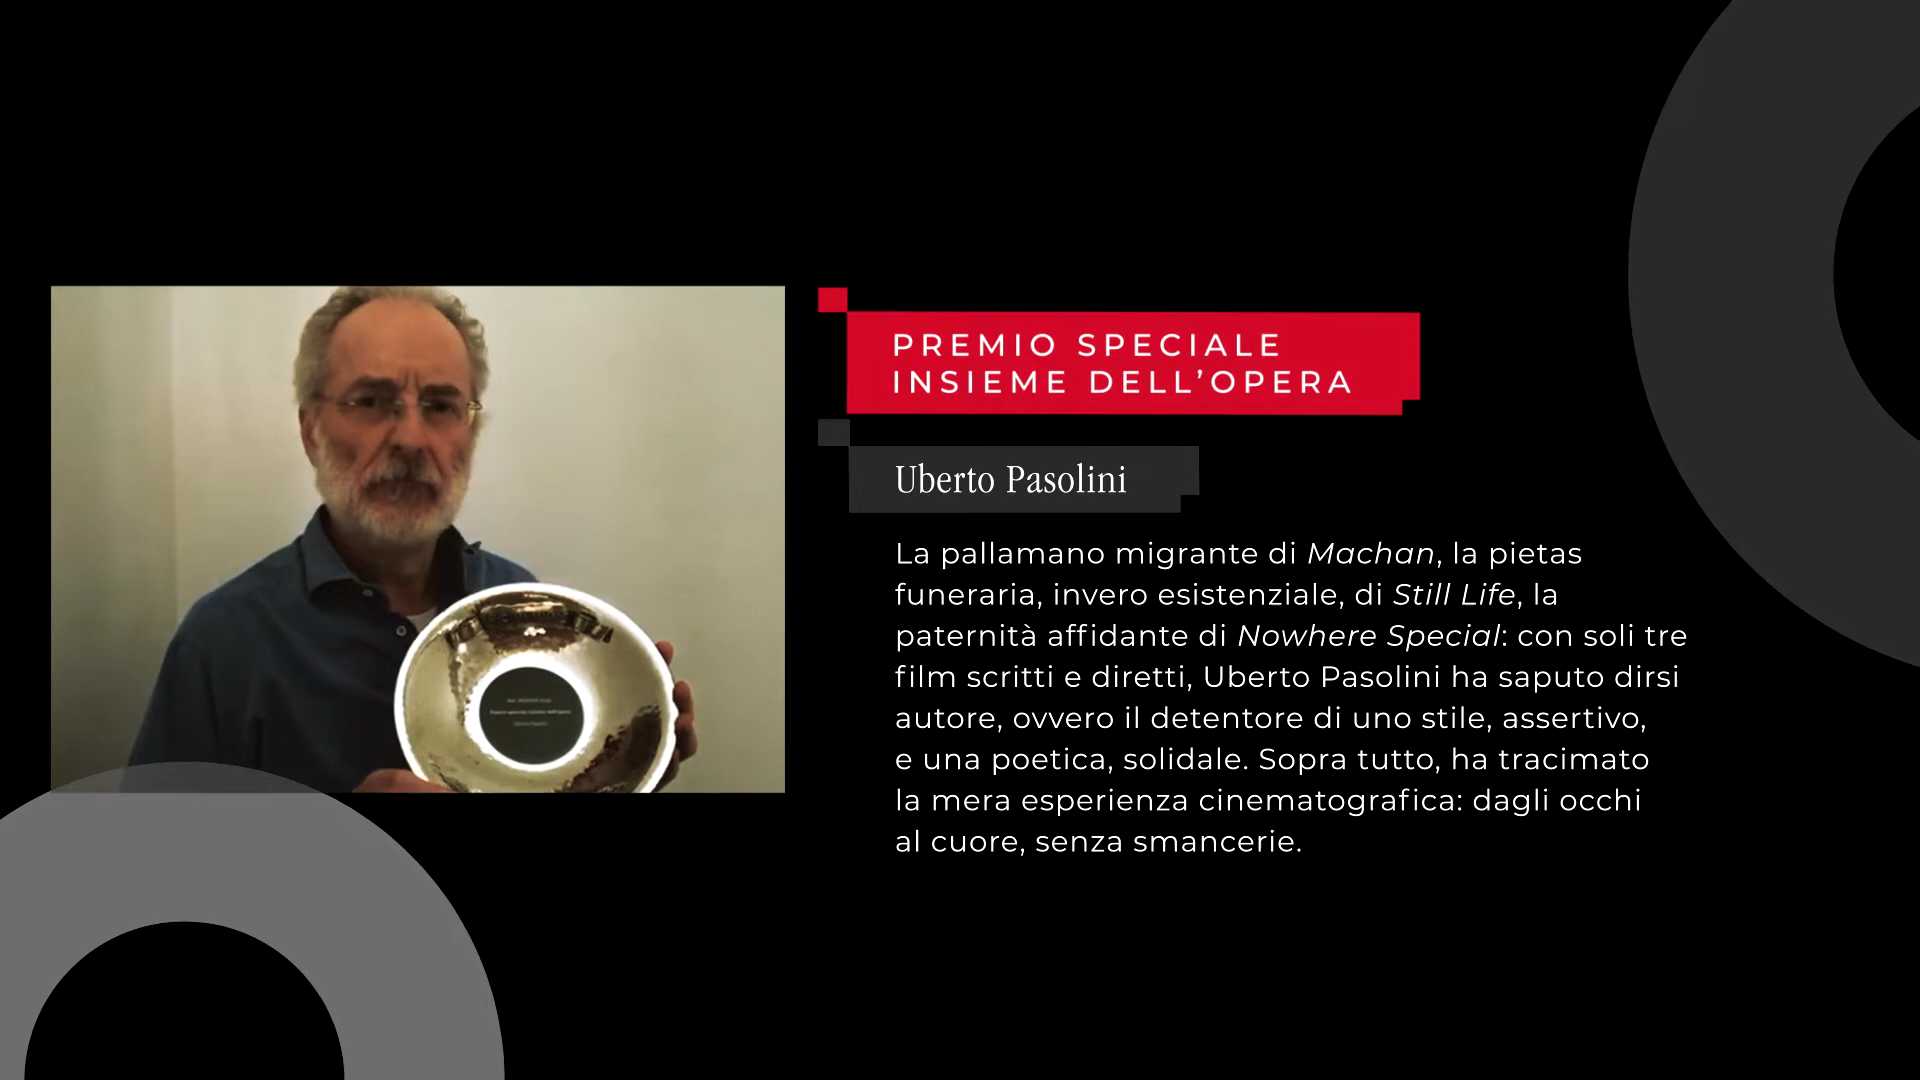 PREMIO SPECIALE
INSIEME DELL’OPERA
Uberto Pasolini
La pallamano migrante di Machan, la pietas
funeraria, invero esistenziale, di Still Life, la
paternità affidante di Nowhere Special: con soli tre
film scritti e diretti, Uberto Pasolini ha saputo dirsi
autore, ovvero il detentore di uno stile, assertivo,
e una poetica, solidale. Sopra tutto, ha tracimato
la mera esperienza cinematografica: dagli occhi
al cuore, senza smancerie.